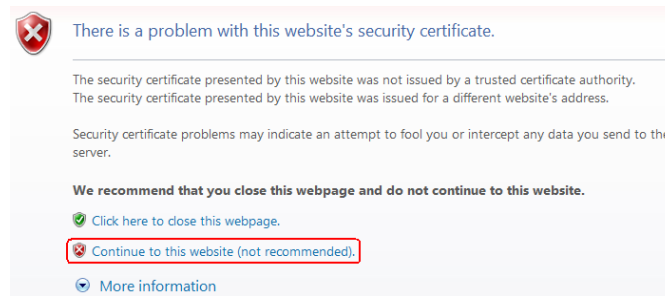 There is a problem with this website's security certificate.
The security certificate presented by this website was not issued by a trusted certificate authority.
The security certificate presented by this website was issued for a different website's address.
Security certificate problems may indicate an attempt to fool you or intercept any data you send to the
server.
We recommend that you close this webpage and do not continue to this website.
Click here to close this webpage.
Continue to this website (not recommended).
More information